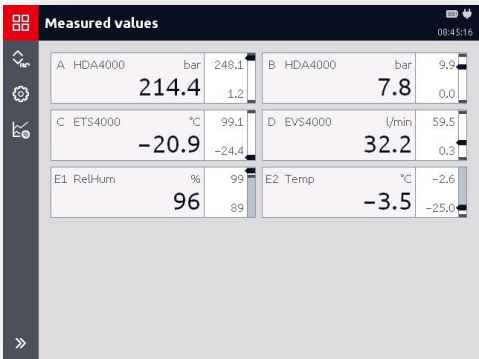 Measured values
08:45:16
A HDA4000 bar 248.1
214.4 1.2
B HDA4000 bar 9.9
7.8 0.0
C ETS4000 °C 99.1
−20.9 −24.4
D EVS4000 l/min 59.5
32.2 0.3
E1 RelHum % 99
96 89
E2 Temp °C −2.6
−3.5 −25.0